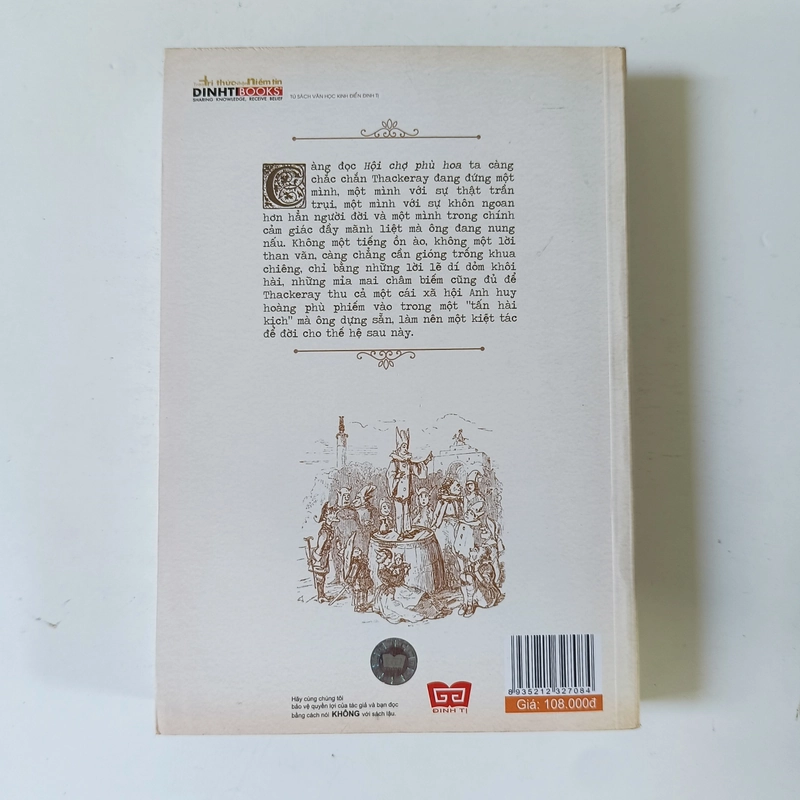 tri thức niềm tin
DINHTIBOOKS
SHARING KNOWLEDGE, RECEIVE BELIEF
TỦ SÁCH VĂN HỌC KINH ĐIỂN ĐINH TỊ
Càng đọc Hội chợ phù hoa ta càng
chắc chắn Thackeray đang đứng một
mình, một mình với sự thật trần
trụi, một mình với sự khôn ngoan
hơn hẳn người đời và một mình trong chính
cảm giác đầy mãnh liệt mà ông đang nung
nấu. Không một tiếng ồn ào, không một lời
than vãn, càng chẳng cần gióng trống khua
chiêng, chỉ bằng những lời lẽ dí dỏm khôi
hài, những mỉa mai châm biếm cũng đủ để
Thackeray thu cả một cái xã hội Anh huy
hoàng phù phiếm vào trong một "tấn hài
kịch" mà ông dựng sẵn, làm nên một kiệt tác
để đời cho thế hệ sau này.
Hãy cùng chúng tôi
bảo vệ quyền lợi của tác giả và bạn đọc
bằng cách nói KHÔNG với sách lậu.
ĐINH TỊ
8935212327084
Giá: 108.000đ